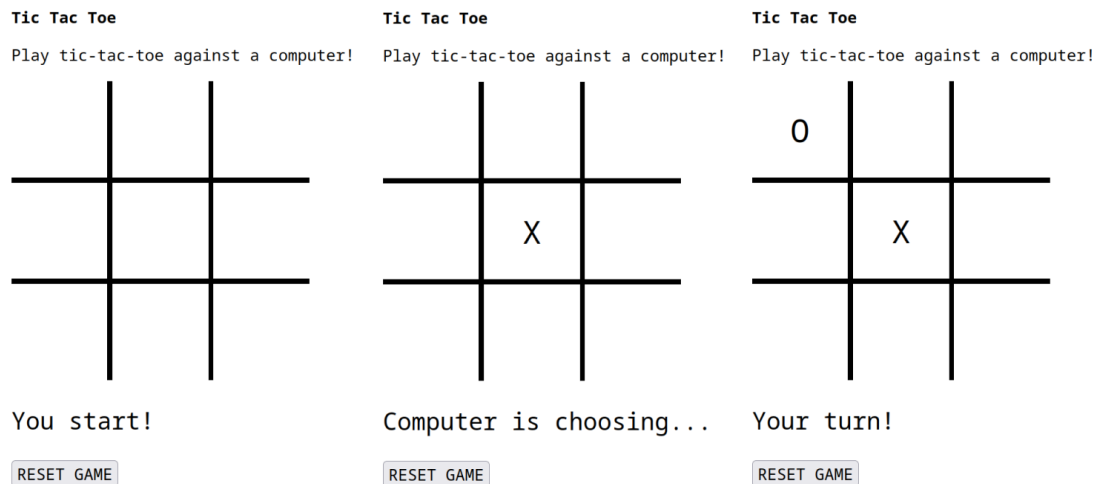 Tic Tac Toe
Play tic-tac-toe against a computer!
You start!
RESET GAME
Tic Tac Toe
Play tic-tac-toe against a computer!
X
Computer is choosing...
RESET GAME
Tic Tac Toe
Play tic-tac-toe against a computer!
O
X
Your turn!
RESET GAME